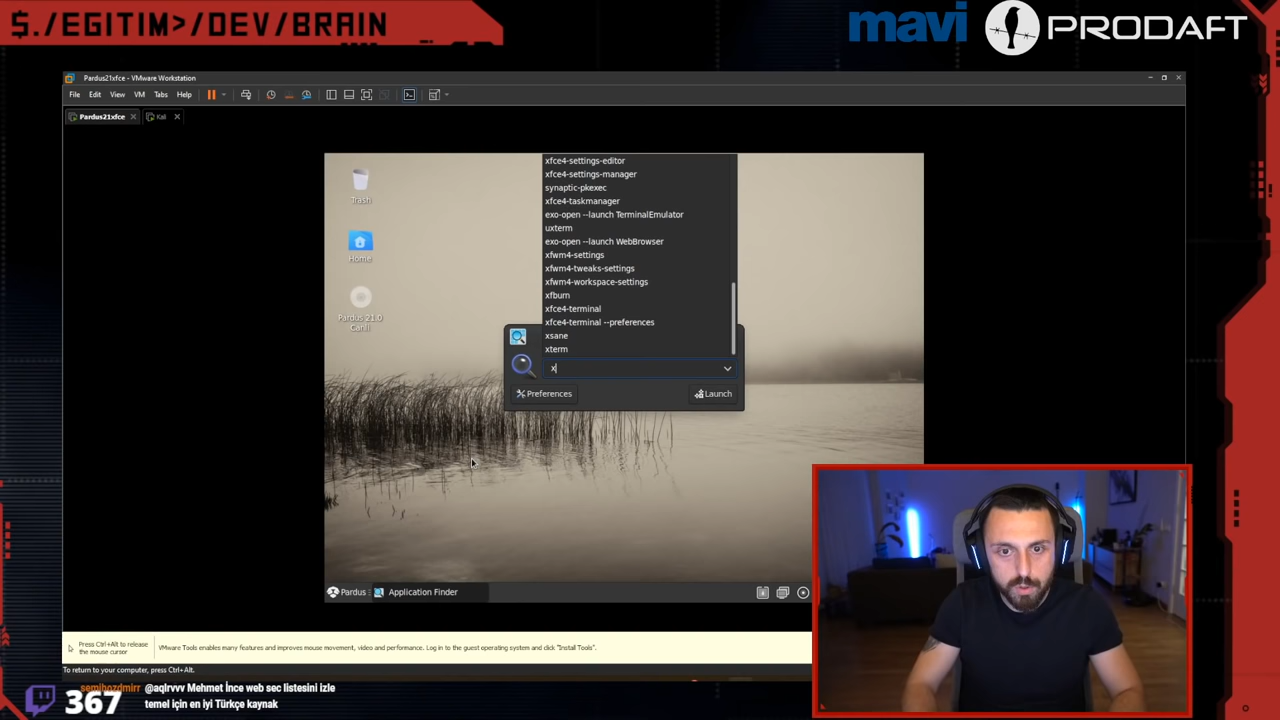 $./EGITIM>/DEV/BRAIN
mavi
PRODAFT
Pardus21xfce - VMware Workstation
File Edit View VM Tabs Help
Pardus21xfce
Kali
xfce4-settings-editor
xfce4-settings-manager
synaptic-pkexec
xfce4-taskmanager
exo-open --launch TerminalEmulator
uxterm
exo-open --launch WebBrowser
xfwm4-settings
xfwm4-tweaks-settings
xfwm4-workspace-settings
xfburn
xfce4-terminal
xfce4-terminal --preferences
xsane
xterm
x
Preferences
Launch
Trash
Home
Pardus 21.0
Canlı
Pardus
Application Finder
Press Ctrl+Alt to release
the mouse cursor
VMware Tools enables many features and improves mouse movement, video and performance. Log in to the guest operating system and click "Install Tools".
To return to your computer, press Ctrl+Alt.
367
semihozdmirr @aqlrvvv Mehmet İnce web sec listesini izle
temel için en iyi Türkçe kaynak